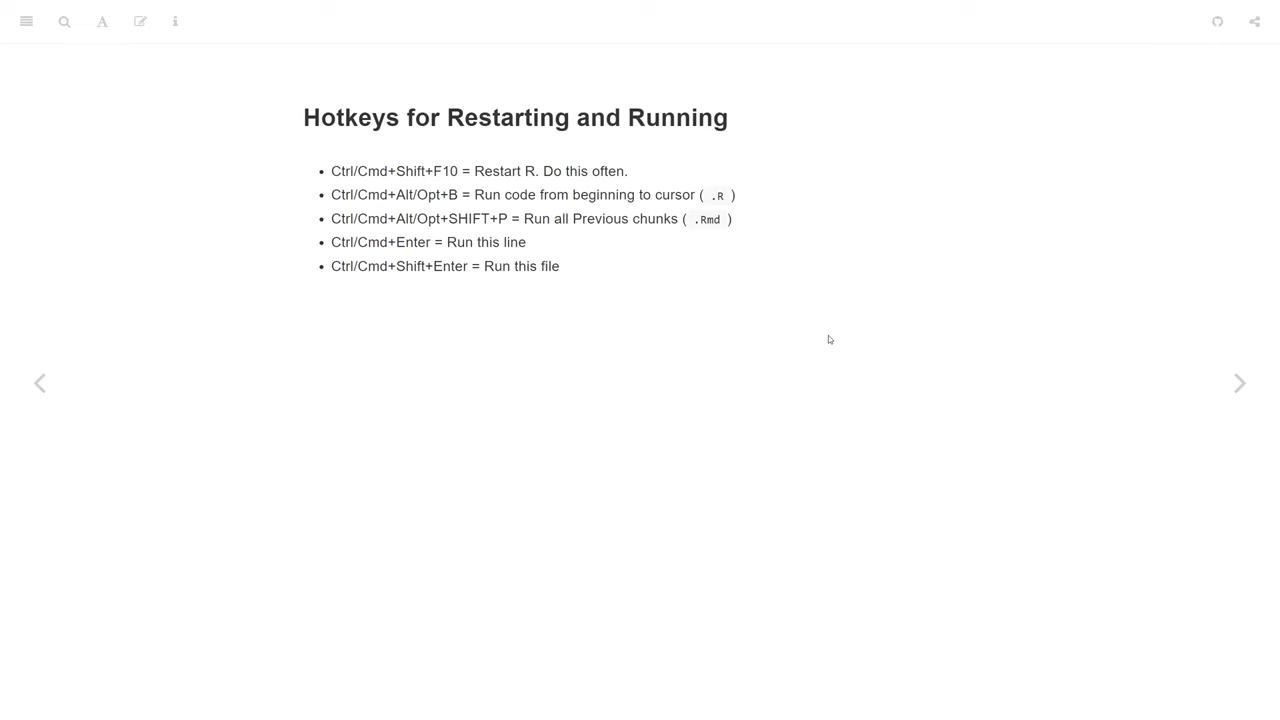 Hotkeys for Restarting and Running
• Ctrl/Cmd+Shift+F10 = Restart R. Do this often.
• Ctrl/Cmd+Alt/Opt+B = Run code from beginning to cursor ( .R )
• Ctrl/Cmd+Alt/Opt+SHIFT+P = Run all Previous chunks ( .Rmd )
• Ctrl/Cmd+Enter = Run this line
• Ctrl/Cmd+Shift+Enter = Run this file